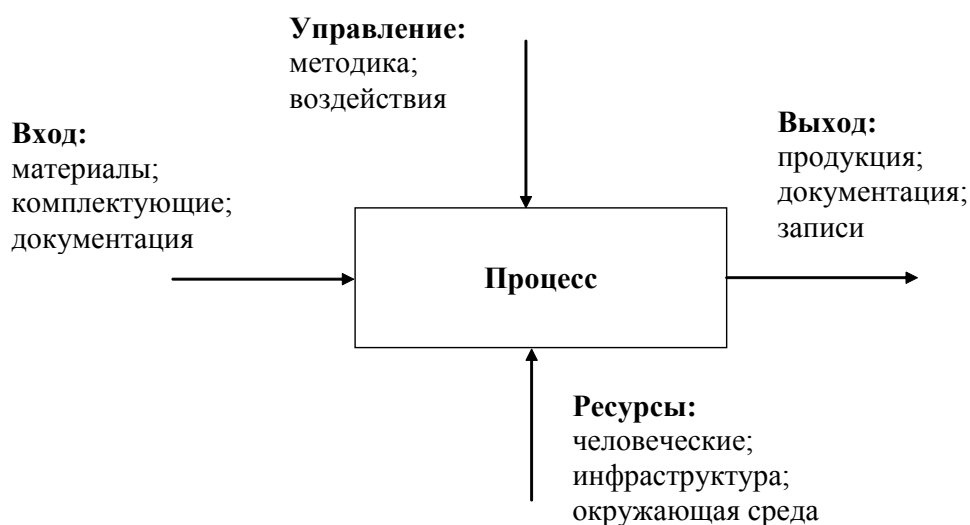 Управление:
методика;
воздействия
Вход:
материалы;
комплектующие;
документация
Выход:
продукция;
документация;
записи
Процесс
Ресурсы:
человеческие;
инфраструктура;
окружающая среда